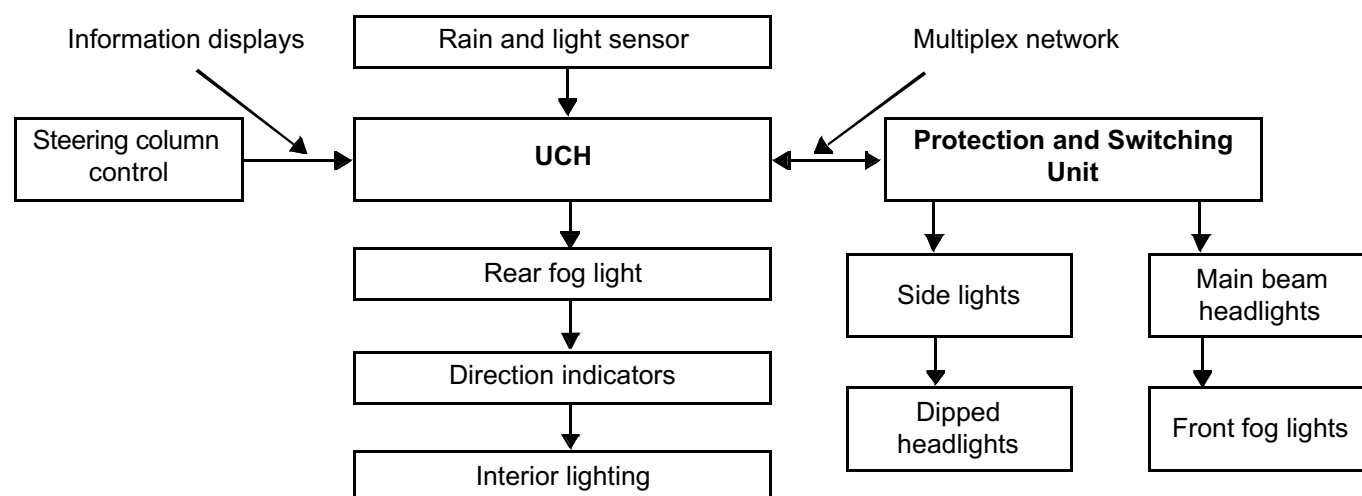 Information displays
Rain and light sensor
Multiplex network
Steering column
control
UCH
Protection and Switching
Unit
Rear fog light
Side lights
Main beam
headlights
Direction indicators
Dipped
headlights
Front fog lights
Interior lighting